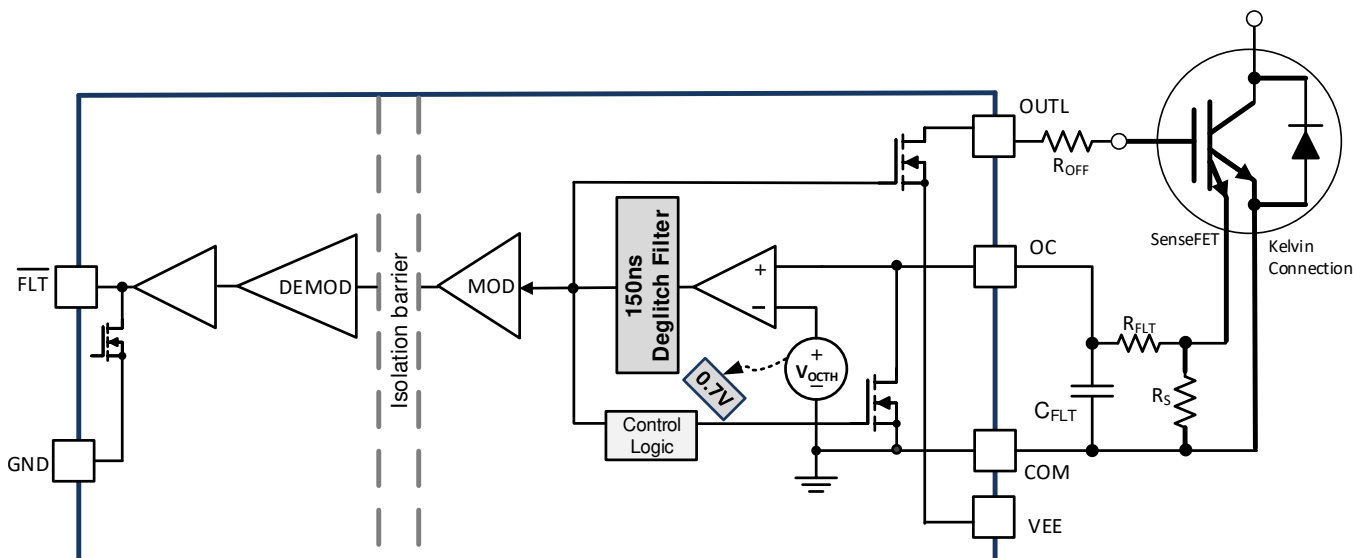 OUTL
R_OFF
SenseFET
Kelvin
Connection
OC
150ns
Deglitch Filter
+
−
FLT
DEMOD
Isolation barrier
MOD
R_FLT
+
V_OCTH
−
0.7V
C_FLT
R_S
Control
Logic
GND
COM
VEE